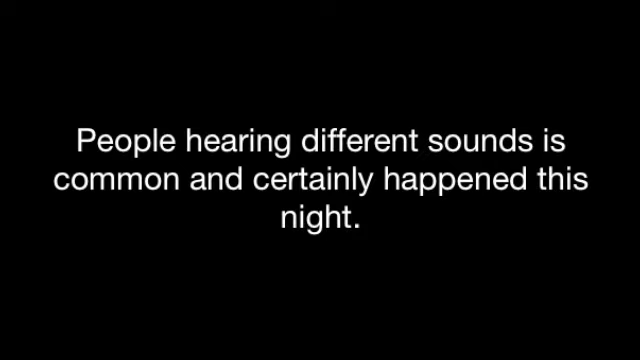 People hearing different sounds is
common and certainly happened this
night.